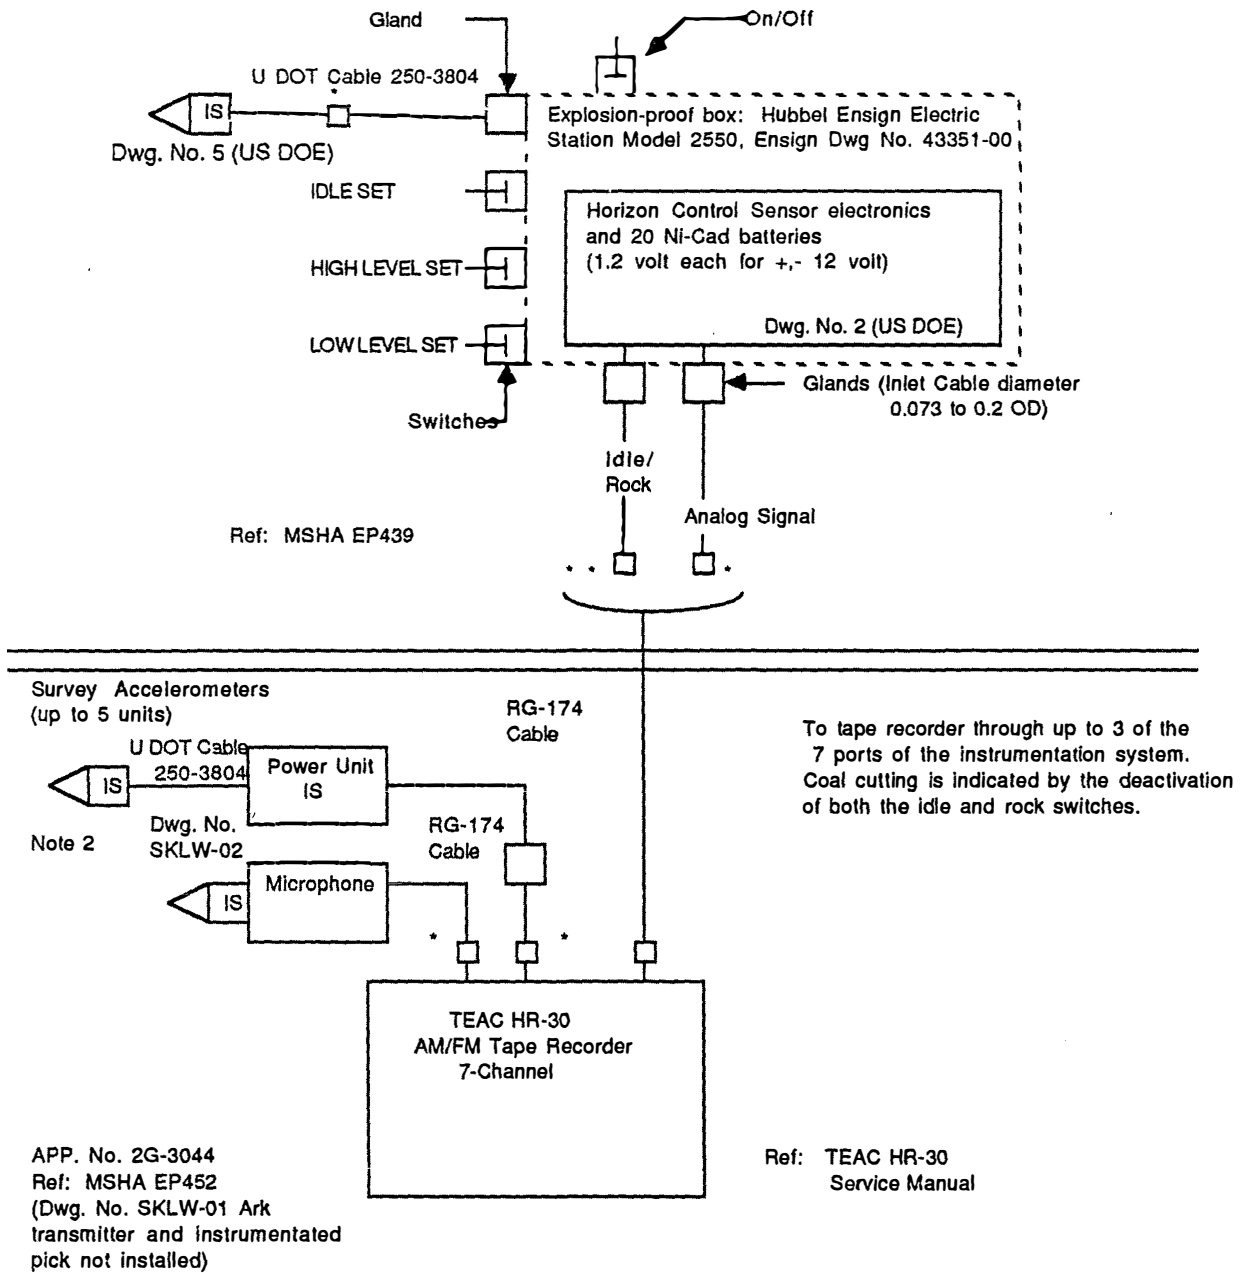 Gland
On/Off
U DOT Cable 250-3804
*
IS
Dwg. No. 5 (US DOE)
Explosion-proof box: Hubbel Ensign Electric
Station Model 2550, Ensign Dwg No. 43351-00
IDLE SET
HIGH LEVEL SET
LOW LEVEL SET
Horizon Control Sensor electronics
and 20 Ni-Cad batteries
(1.2 volt each for +,- 12 volt)
Dwg. No. 2 (US DOE)
Switches
Glands (Inlet Cable diameter
0.073 to 0.2 OD)
Idle/
Rock
Analog Signal
Ref: MSHA EP439
* *
*
Survey Accelerometers
(up to 5 units)
U DOT Cable
250-3804
IS
Power Unit
IS
RG-174
Cable
To tape recorder through up to 3 of the
7 ports of the instrumentation system.
Coal cutting is indicated by the deactivation
of both the idle and rock switches.
Note 2
Dwg. No.
SKLW-02
RG-174
Cable
IS
Microphone
*
*
TEAC HR-30
AM/FM Tape Recorder
7-Channel
APP. No. 2G-3044
Ref: MSHA EP452
(Dwg. No. SKLW-01 Ark
transmitter and instrumentated
pick not installed)
Ref: TEAC HR-30
Service Manual